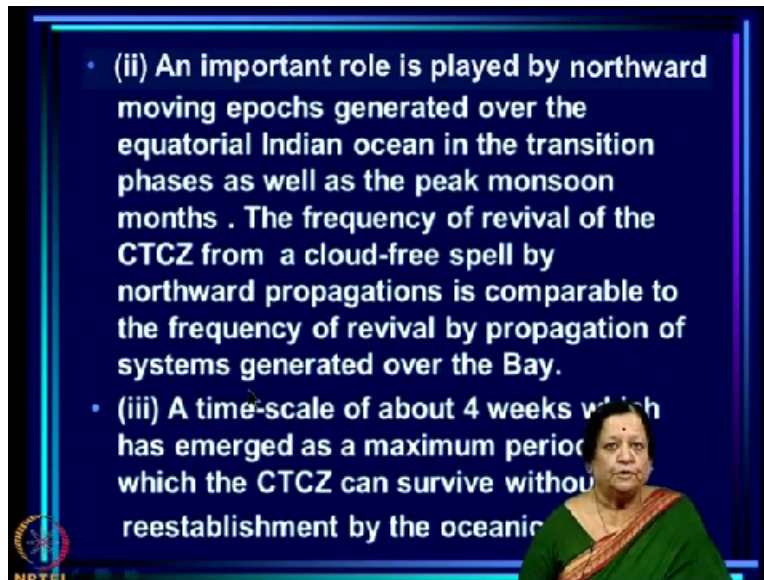 • (ii) An important role is played by northward
moving epochs generated over the
equatorial Indian ocean in the transition
phases as well as the peak monsoon
months . The frequency of revival of the
CTCZ from a cloud-free spell by
northward propagations is comparable to
the frequency of revival by propagation of
systems generated over the Bay.
• (iii) A time-scale of about 4 weeks which
has emerged as a maximum period
which the CTCZ can survive without
reestablishment by the oceanic
NPTEL